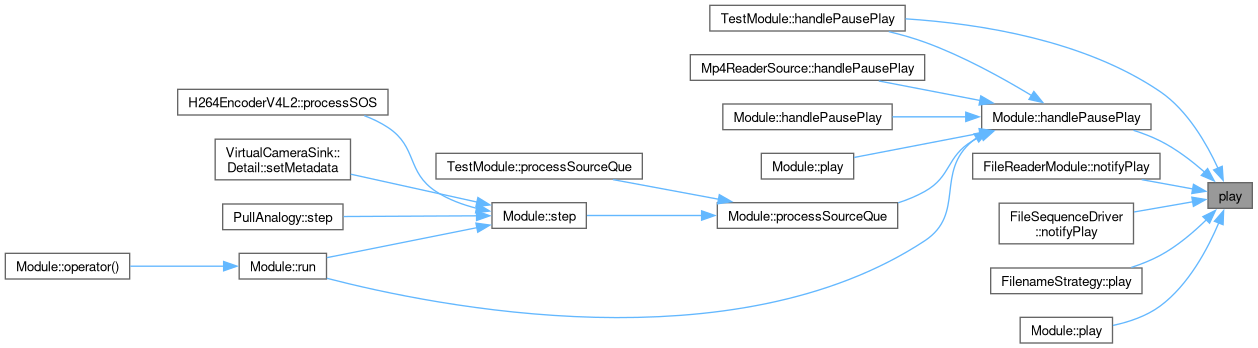 TestModule::handlePausePlay
Mp4ReaderSource::handlePausePlay
H264EncoderV4L2::processSOS
Module::handlePausePlay
Module::handlePausePlay
VirtualCameraSink::
Detail::setMetadata
TestModule::processSourceQue
Module::play
FileReaderModule::notifyPlay
play
PullAnalogy::step
Module::step
Module::processSourceQue
FileSequenceDriver
::notifyPlay
Module::operator()
Module::run
FilenameStrategy::play
Module::play